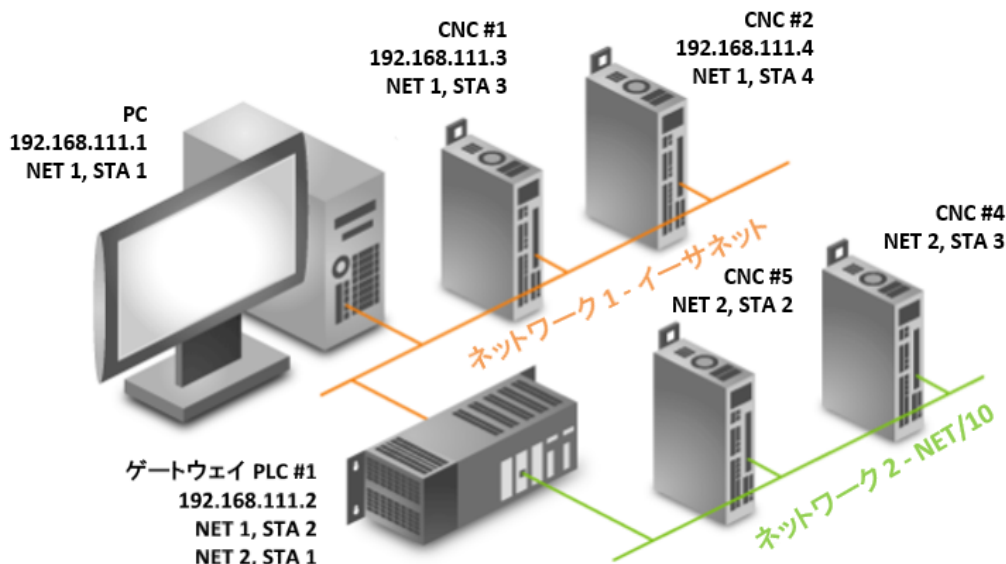 CNC #1
192.168.111.3
NET 1, STA 3
CNC #2
192.168.111.4
NET 1, STA 4
PC
192.168.111.1
NET 1, STA 1
ネットワーク 1 - イーサネット
CNC #4
NET 2, STA 3
CNC #5
NET 2, STA 2
ネットワーク 2 - NET/10
ゲートウェイ PLC #1
192.168.111.2
NET 1, STA 2
NET 2, STA 1